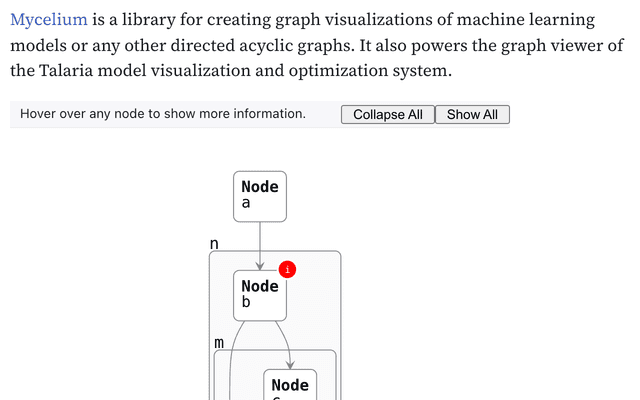 Mycelium is a library for creating graph visualizations of machine learning
models or any other directed acyclic graphs. It also powers the graph viewer of
the Talaria model visualization and optimization system.
Hover over any node to show more information.
Collapse All
Show All
Node
a
n
i
Node
b
m
Node